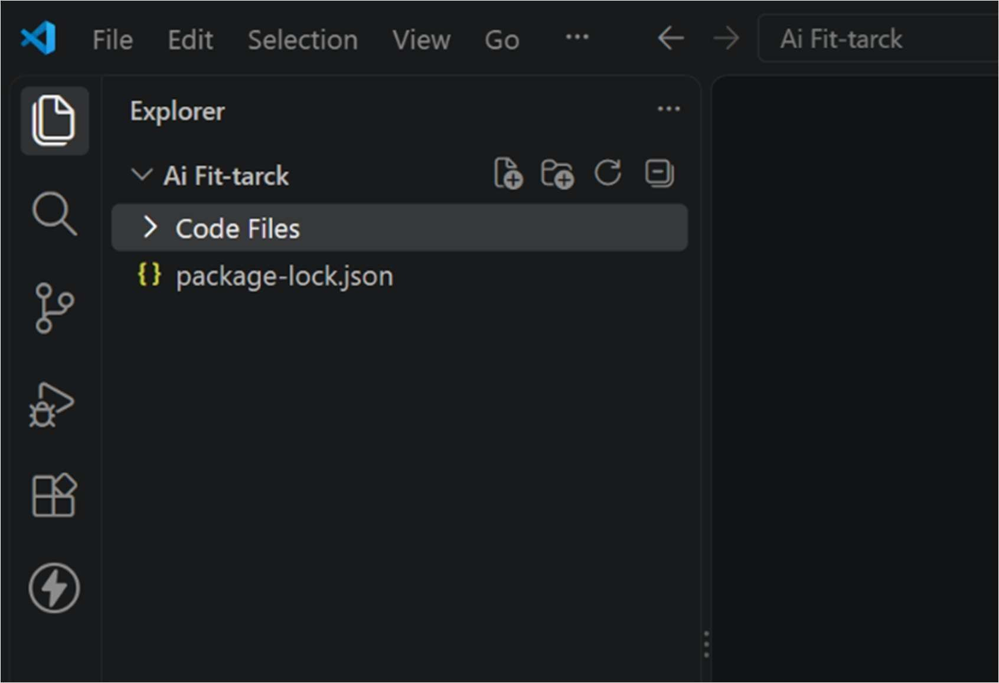 File Edit Selection View Go ··· Ai Fit-tarck
Explorer ···
Ai Fit-tarck
Code Files
{} package-lock.json